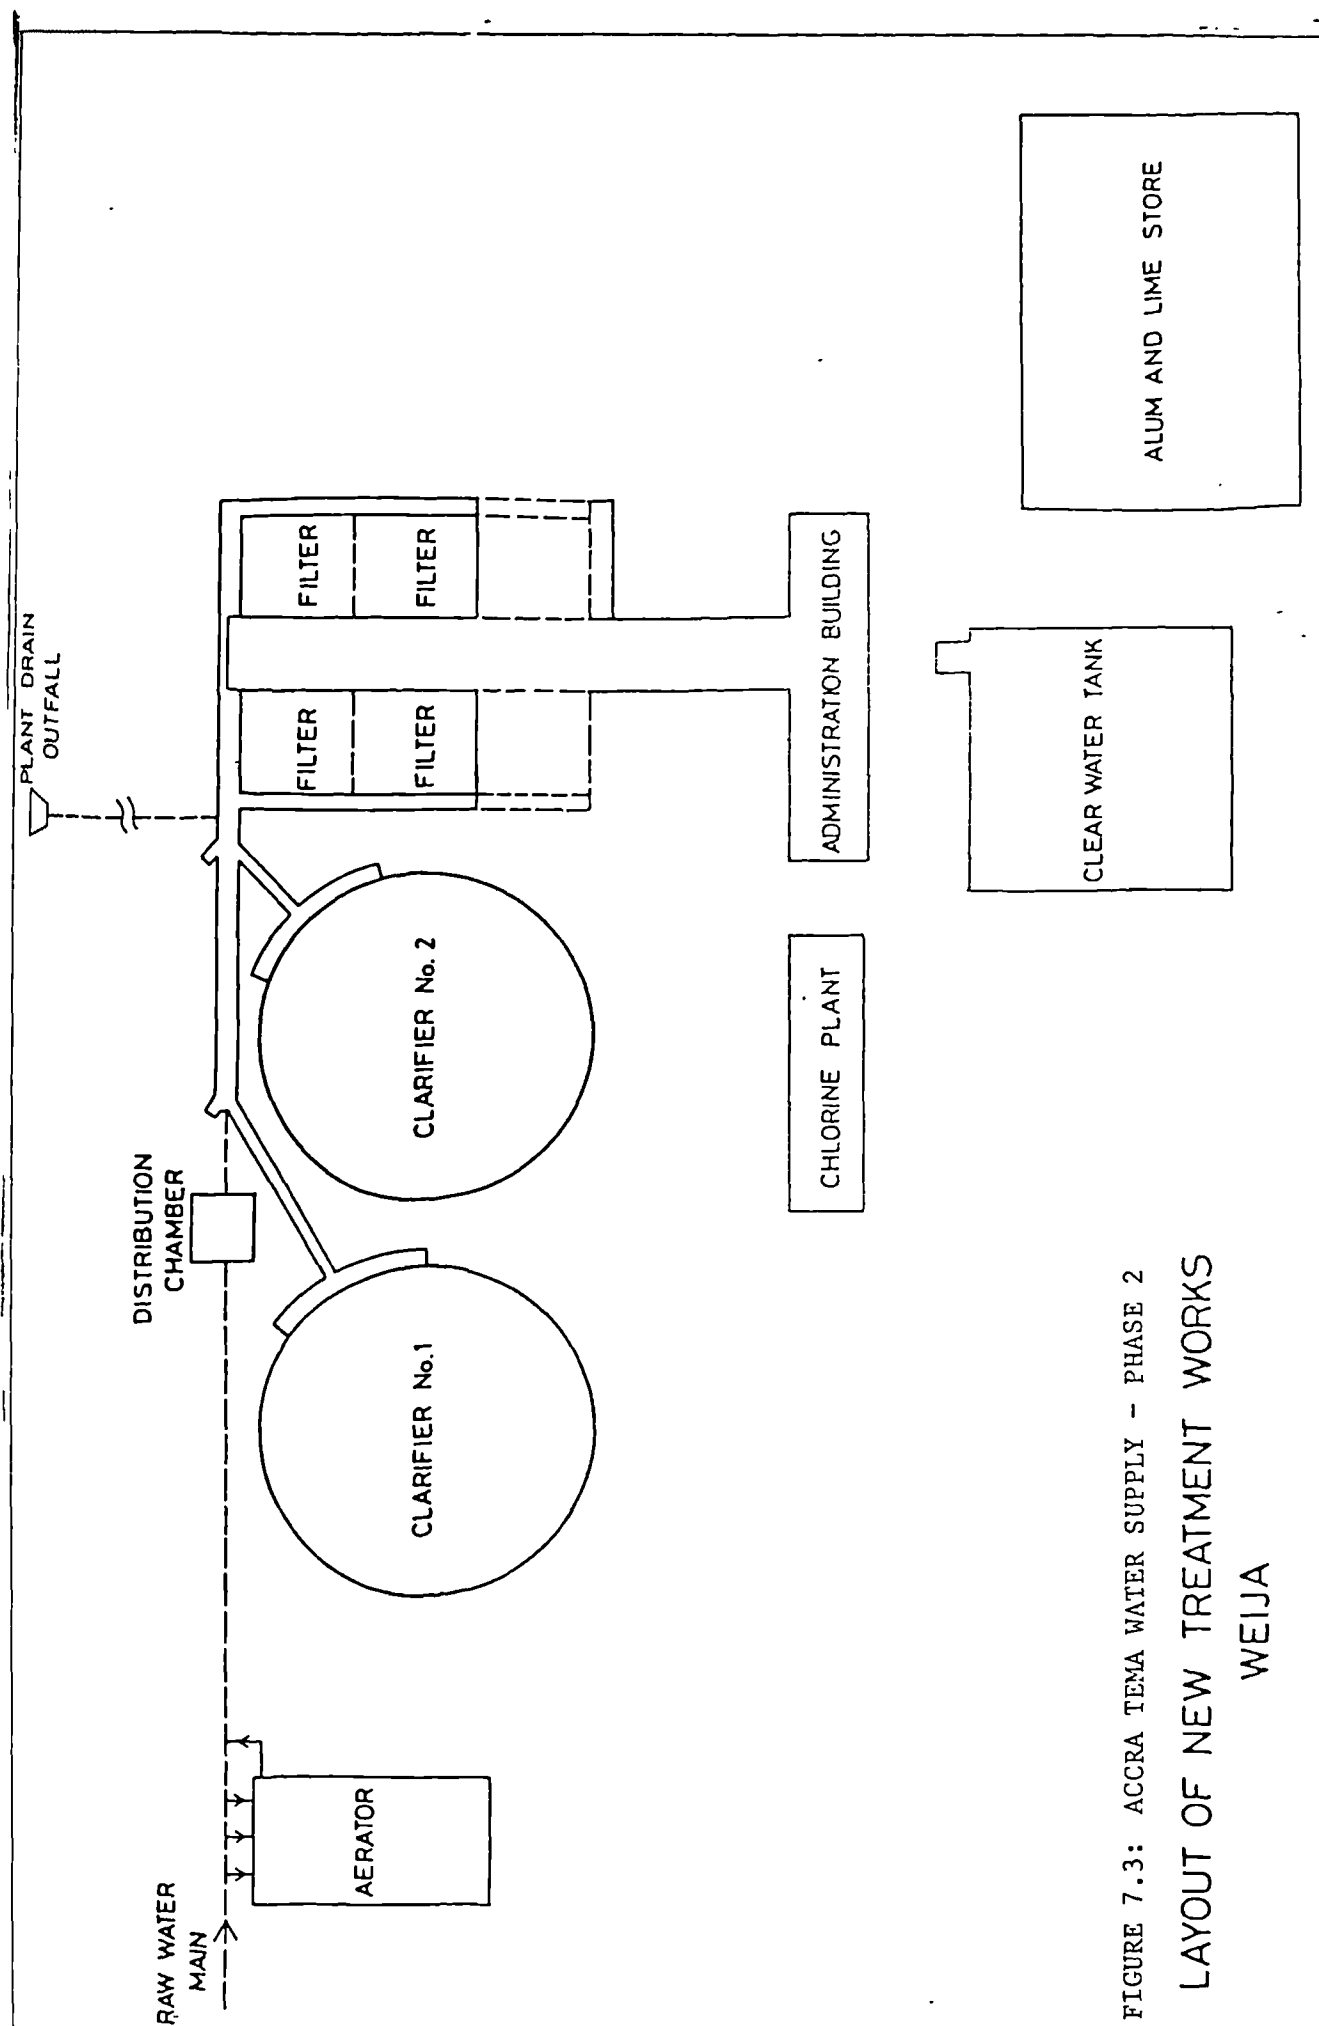 PLANT DRAIN
OUTFALL
DISTRIBUTION
CHAMBER
RAW WATER
MAIN
AERATOR
CLARIFIER No.1
CLARIFIER No. 2
FILTER
FILTER
FILTER
FILTER
CHLORINE PLANT
ADMINISTRATION BUILDING
CLEAR WATER TANK
ALUM AND LIME STORE
FIGURE 7.3: ACCRA TEMA WATER SUPPLY - PHASE 2
LAYOUT OF NEW TREATMENT WORKS
WEIJA